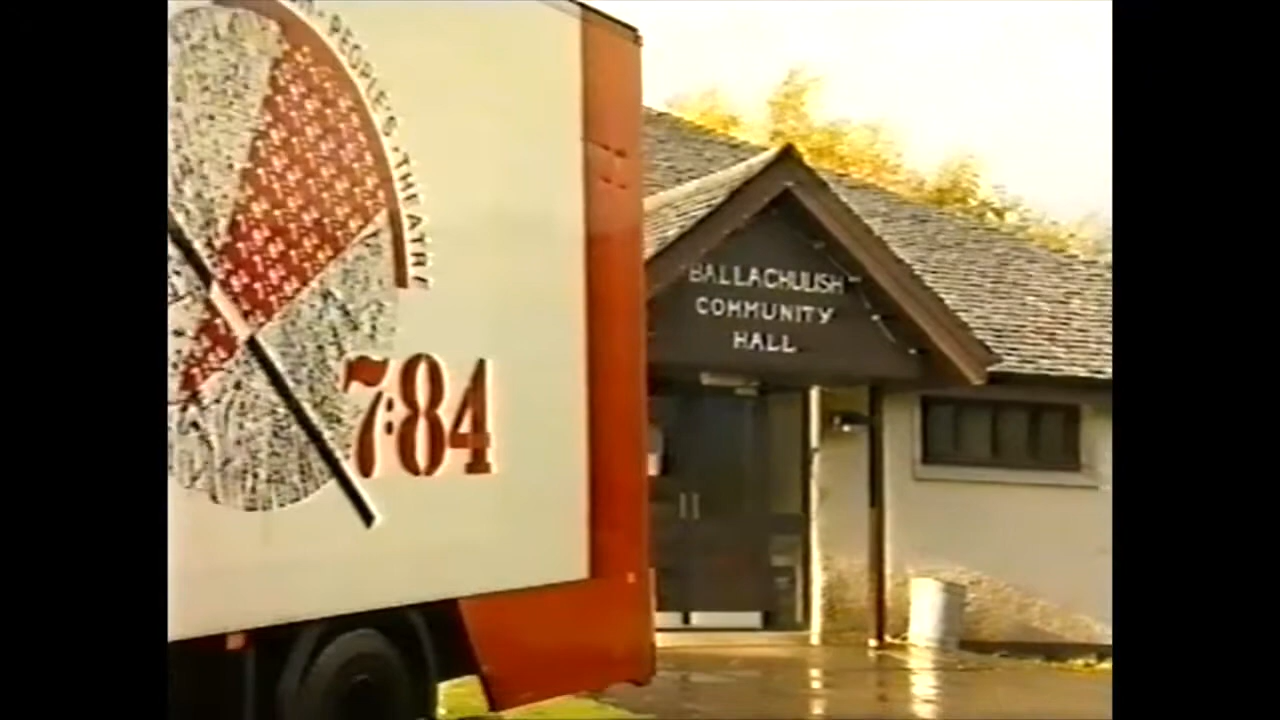 PEOPLE'S • THEATRE
7:84
BALLACHULISH
COMMUNITY
HALL